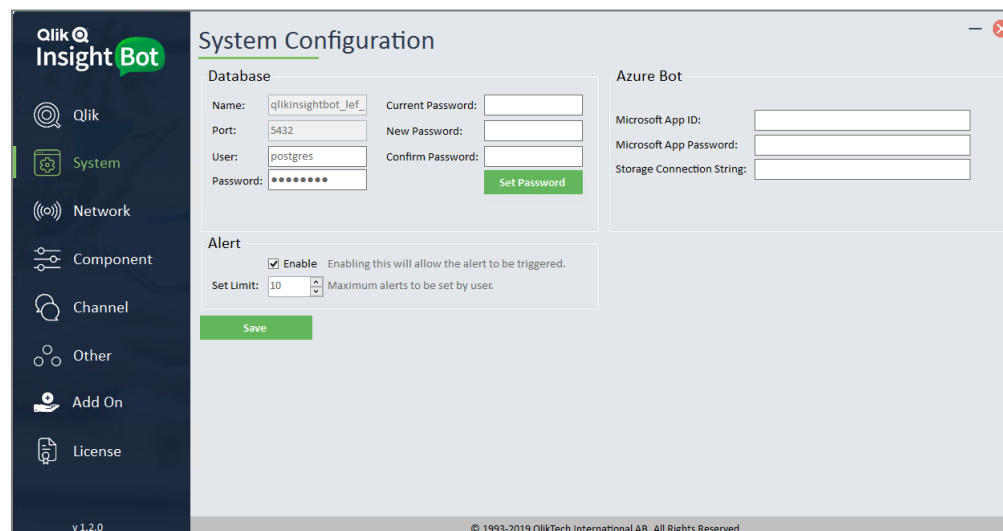 Qlik
Insight Bot
Qlik
System
Network
Component
Channel
Other
Add On
License
v 1.2.0
System Configuration
Database
Name: qlikinsightbot_lef_ Current Password:
Port: 5432 New Password:
User: postgres Confirm Password:
Password:
Set Password
Azure Bot
Microsoft App ID:
Microsoft App Password:
Storage Connection String:
Alert
Enable Enabling this will allow the alert to be triggered.
Set Limit: 10 Maximum alerts to be set by user.
Save
© 1993-2019 QlikTech International AB. All Rights Reserved